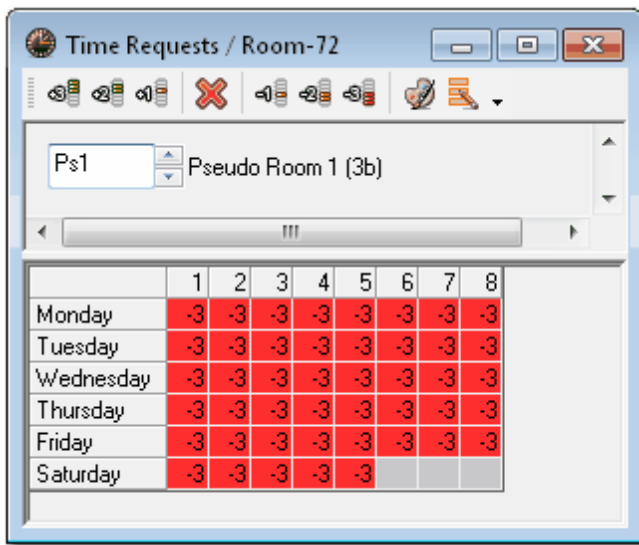 Time Requests / Room-72
Ps1 Pseudo Room 1 (3b)
1 2 3 4 5 6 7 8
Monday -3 -3 -3 -3 -3 -3 -3 -3
Tuesday -3 -3 -3 -3 -3 -3 -3 -3
Wednesday -3 -3 -3 -3 -3 -3 -3 -3
Thursday -3 -3 -3 -3 -3 -3 -3 -3
Friday -3 -3 -3 -3 -3 -3 -3 -3
Saturday -3 -3 -3 -3 -3